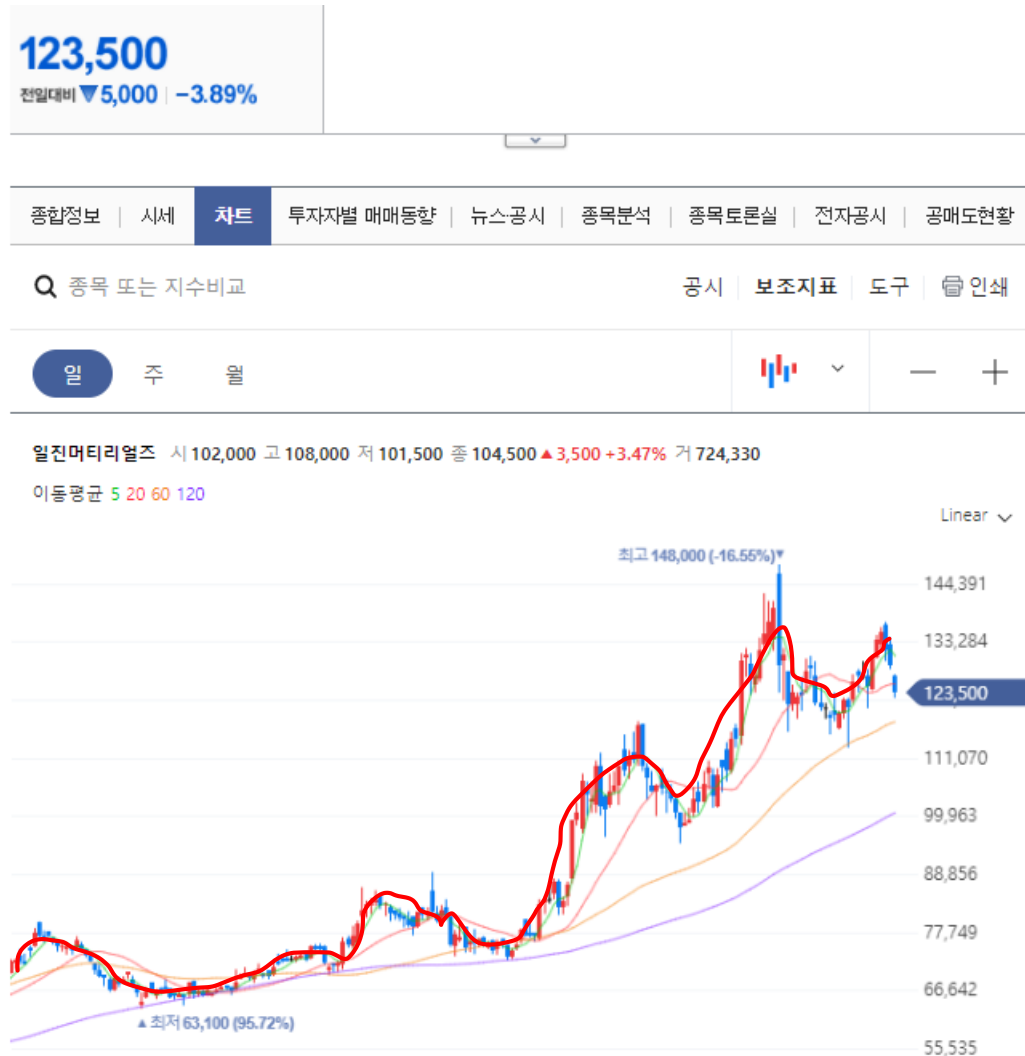 123,500
전일대비 ▼5,000 | -3.89%
종합정보 | 시세 차트 투자자별 매매동향 | 뉴스·공시 | 종목분석 | 종목토론실 | 전자공시 | 공매도현황
종목 또는 지수비교 공시 보조지표 도구 인쇄
일 주 월
일진머티리얼즈 시 102,000 고 108,000 저 101,500 종 104,500 ▲ 3,500 +3.47% 거 724,330
이동평균 5 20 60 120
Linear
최고 148,000 (-16.55%)▼
144,391
133,284
123,500
111,070
99,963
88,856
77,749
66,642
▲ 최저 63,100 (95.72%)
55,535